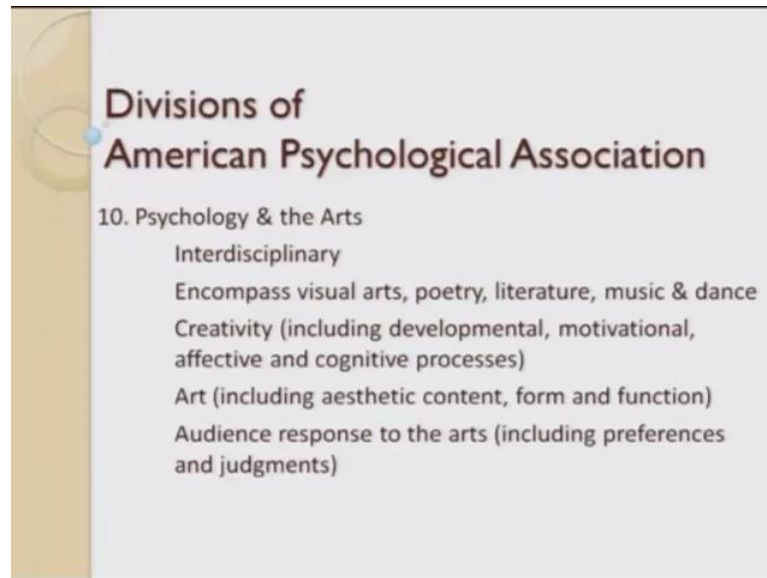 Divisions of
American Psychological Association
10. Psychology & the Arts
Interdisciplinary
Encompass visual arts, poetry, literature, music & dance
Creativity (including developmental, motivational,
affective and cognitive processes)
Art (including aesthetic content, form and function)
Audience response to the arts (including preferences
and judgments)